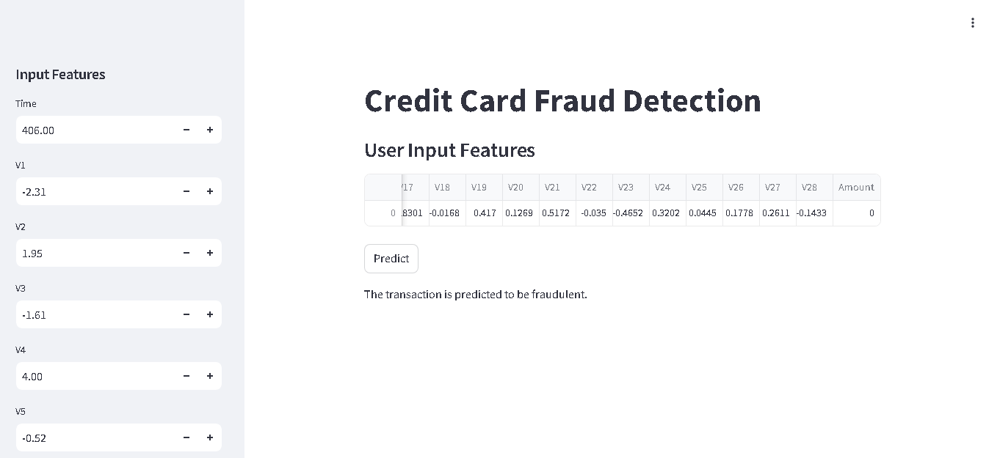 Input Features
Time
406.00 − +
V1
-2.31 − +
V2
1.95 − +
V3
-1.61 − +
V4
4.00 − +
V5
-0.52 − +
Credit Card Fraud Detection
User Input Features
V18 V19 V20 V21 V22 V23 V24 V25 V26 V27 V28 Amount
0 .8301 -0.0168 0.417 0.1269 0.5172 -0.035 -0.4652 0.3202 0.0445 0.1778 0.2611 -0.1433 0
Predict
The transaction is predicted to be fraudulent.